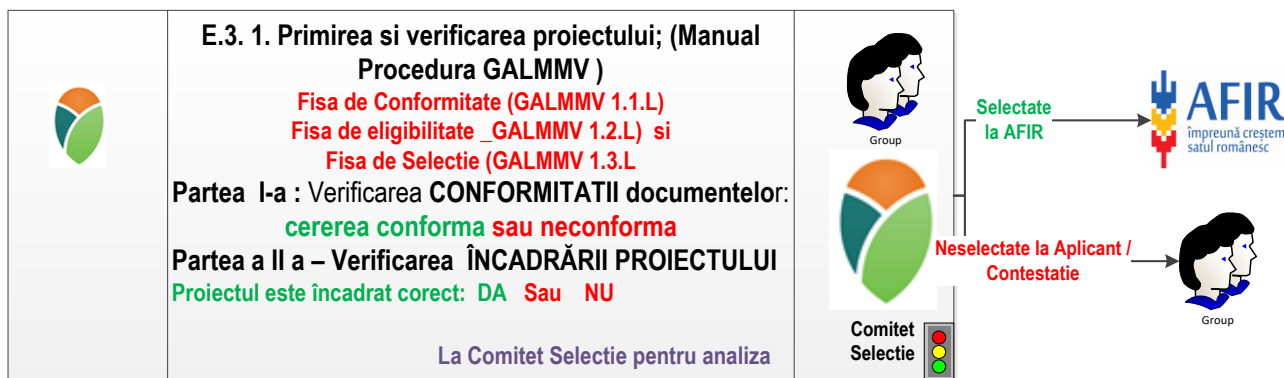 E.3. 1. Primirea si verificarea proiectului; (Manual
Procedura GALMMV )
Fisa de Conformitate (GALMMV 1.1.L)
Fisa de eligibilitate _GALMMV 1.2.L) si
Fisa de Selectie (GALMMV 1.3.L
Partea I-a : Verificarea CONFORMITATII documentelor:
cererea conforma sau neconforma
Partea a II a – Verificarea ÎNCADRĂRII PROIECTULUI
Proiectul este încadrat corect: DA Sau NU
La Comitet Selectie pentru analiza
Group
Comitet
Selectie
Selectate
la AFIR
AFIR
împreună creștem
satul românesc
Neselectate la Aplicant /
Contestatie
Group